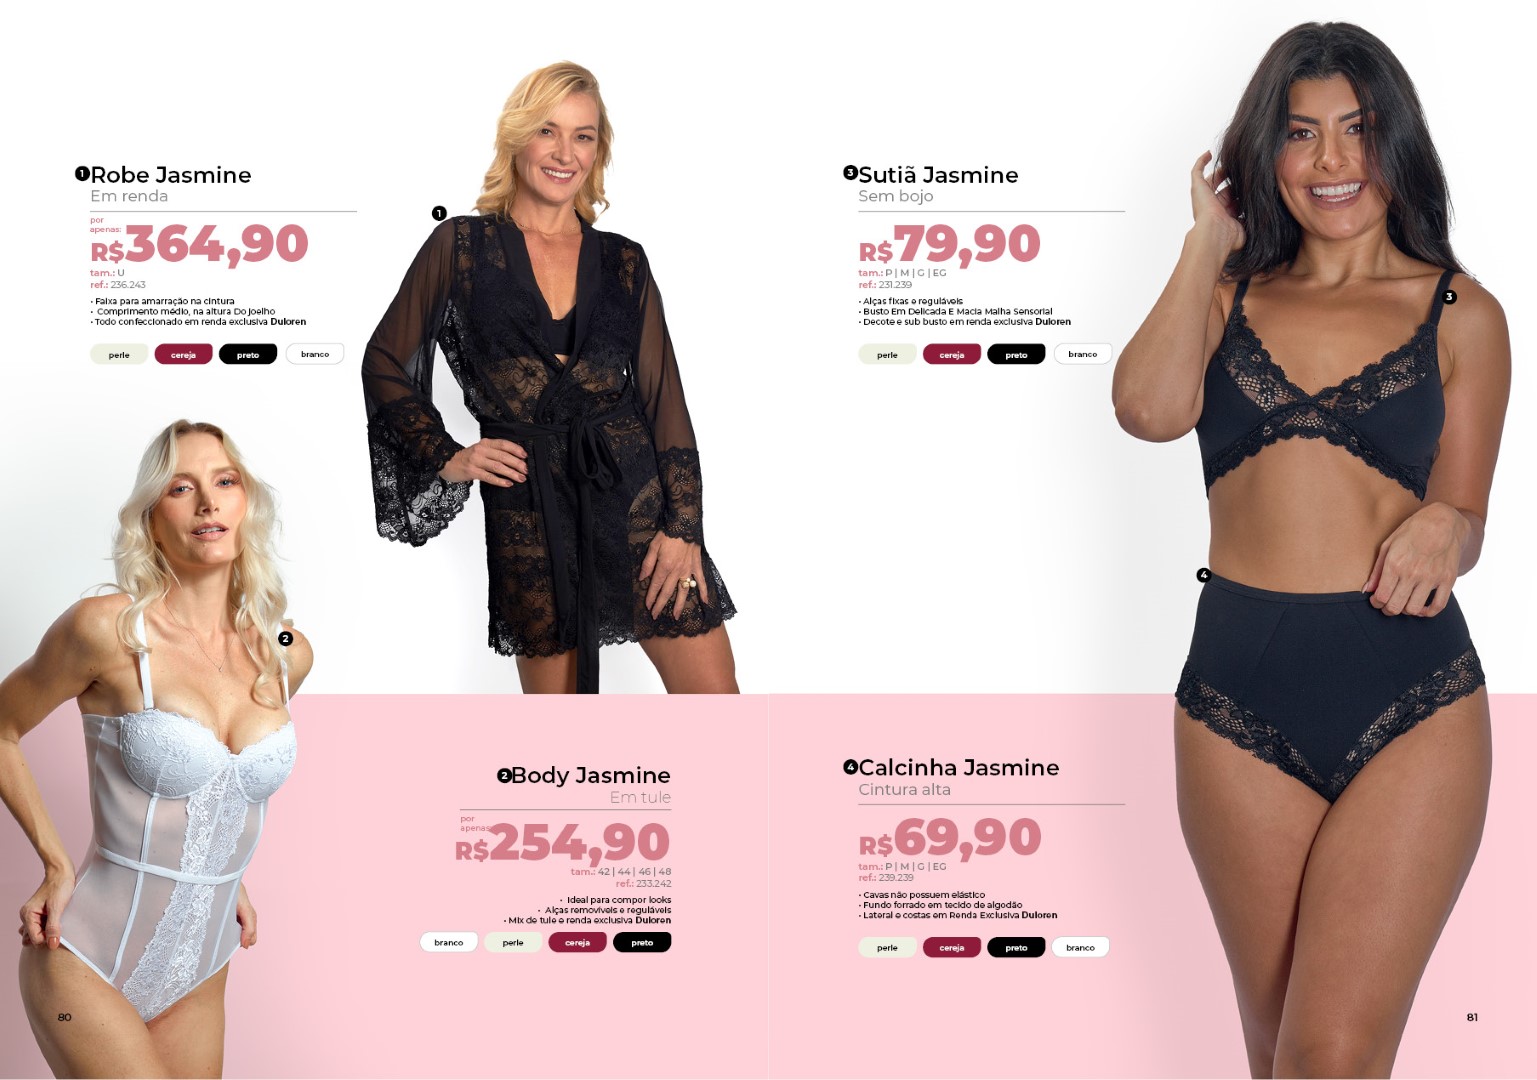 1 Robe Jasmine
Em renda
por
apenas:
R$364,90
tam.: U
ref.: 236.243
• Faixa para amarração na cintura
• Comprimento médio, na altura Do joelho
• Todo confeccionado em renda exclusiva Duloren
perle cereja preto branco
1
2
2 Body Jasmine
Em tule
por
apenas
R$254,90
tam.: 42 | 44 | 46 | 48
ref.: 233.242
• Ideal para compor looks
• Alças removíveis e reguláveis
• Mix de tule e renda exclusiva Duloren
branco perle cereja preto
80
3 Sutiã Jasmine
Sem bojo
R$79,90
tam.: P | M | G | EG
ref.: 231.239
• Alças fixas e reguláveis
• Busto Em Delicada E Macia Malha Sensorial
• Decote e sub busto em renda exclusiva Duloren
perle cereja preto branco
3
4
4 Calcinha Jasmine
Cintura alta
R$69,90
tam.: P | M | G | EG
ref.: 239.239
• Cavas não possuem elástico
• Fundo forrado em tecido de algodão
• Lateral e costas em Renda Exclusiva Duloren
perle cereja preto branco
81